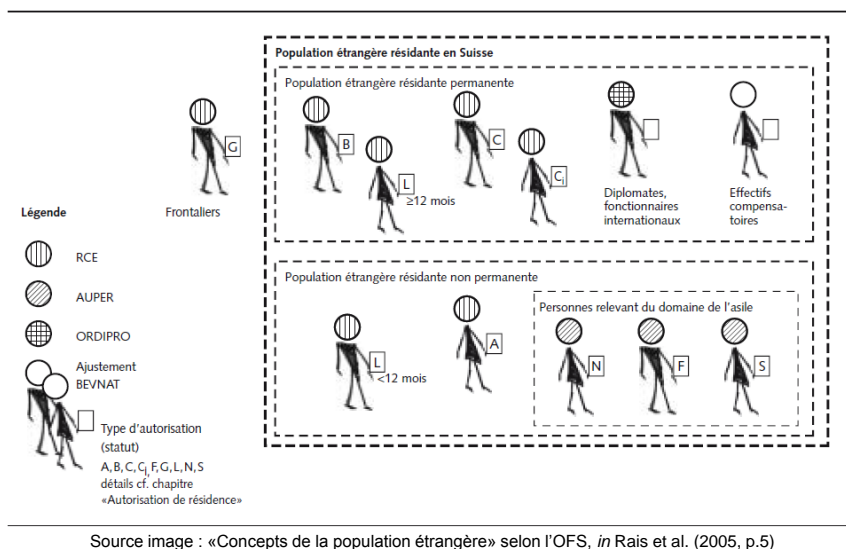 Population étrangère résidante en Suisse
Population étrangère résidante permanente
G
B
L
≥12 mois
C
Ci
Diplomates,
fonctionnaires
internationaux
Effectifs
compensa-
toires
Frontaliers
Légende
RCE
AUPER
ORDIPRO
Ajustement
BEVNAT
Type d'autorisation
(statut)
A, B, C, Ci, F, G, L, N, S
détails cf. chapitre
«Autorisation de résidence»
Population étrangère résidante non permanente
L
<12 mois
A
Personnes relevant du domaine de l'asile
N
F
S
Source image : «Concepts de la population étrangère» selon l'OFS, in Rais et al. (2005, p.5)